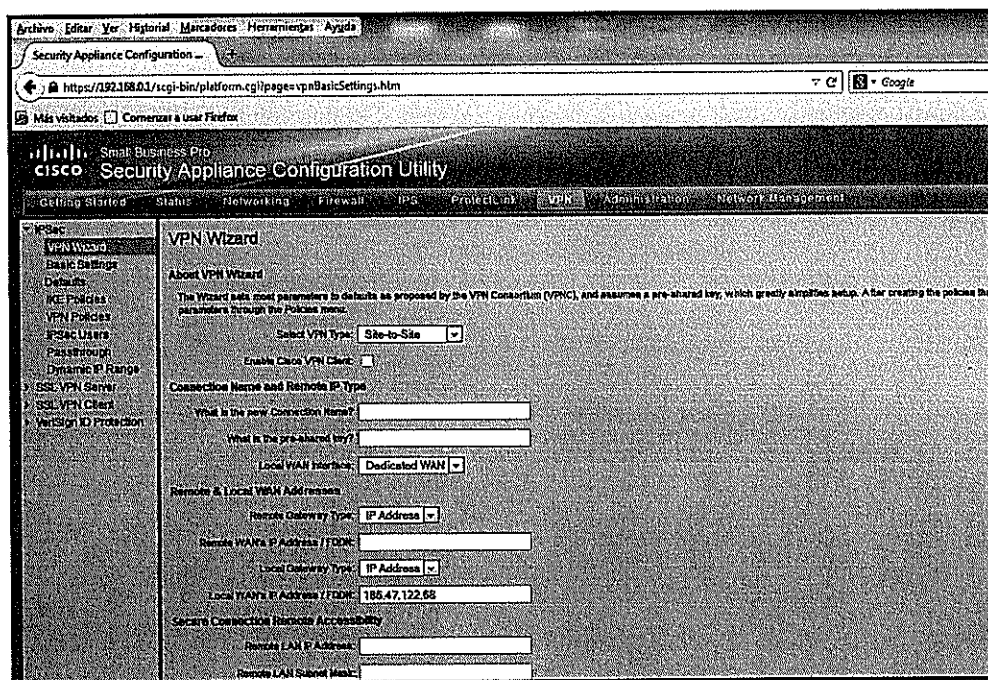 Archivo Editar Ver Historial Marcadores Herramientas Ayuda
Security Appliance Configuration ... +
https://192.168.0.1/scgi-bin/platform.cgi?page=vpnBasicSettings.htm
Google
Más visitados Comenzar a usar Firefox
CISCO Small Business Pro
Security Appliance Configuration Utility
Getting Started Status Networking Firewall IPS ProtectLink VPN Administration Network Management
IPSec
VPN Wizard
Basic Settings
Defaults
IKE Policies
VPN Policies
IPSec Users
Passthrough
Dynamic IP Range
SSL VPN Server
SSL VPN Client
VeriSign ID Protection
VPN Wizard
About VPN Wizard
The Wizard sets most parameters to defaults as proposed by the VPN Consortium (VPNC), and assumes a pre-shared key, which greatly simplifies setup. After creating the policies
parameters through the Policies menu.
Select VPN Type: Site-to-Site
Enable Cisco VPN Client:
Connection Name and Remote IP Type
What is the new Connection Name?
What is the pre-shared key?
Local WAN Interface: Dedicated WAN
Remote & Local WAN Addresses
Remote Gateway Type: IP Address
Remote WAN's IP Address / FQDN:
Local Gateway Type: IP Address
Local WAN's IP Address / FQDN: 186.47.122.68
Secure Connection Remote Accessibility
Remote LAN IP Address:
Remote LAN Subnet Mask: